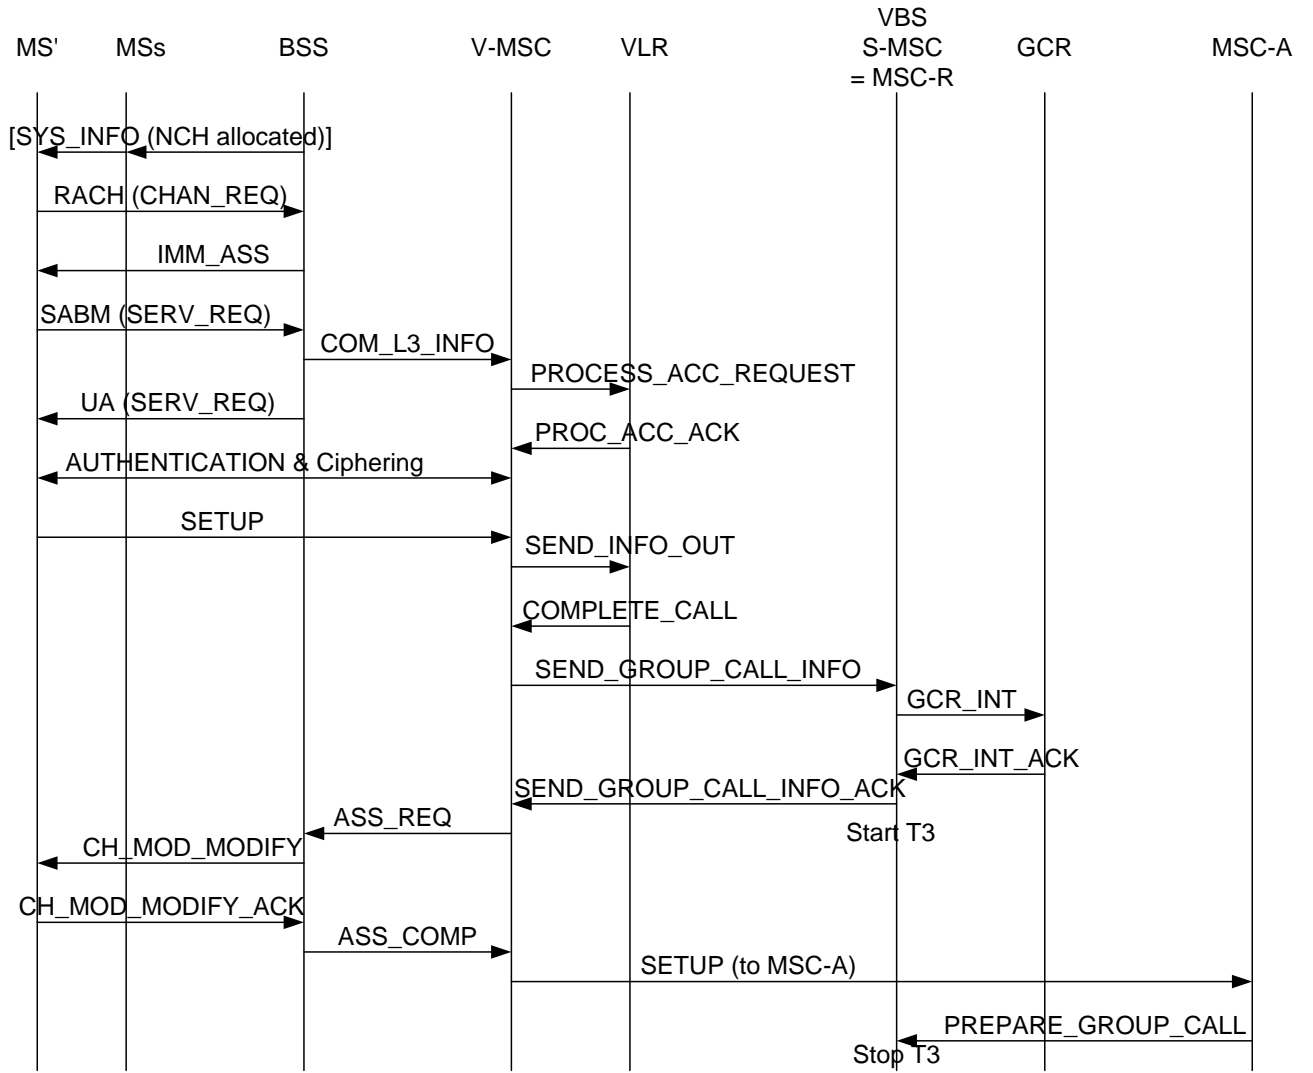 VBS
MS' MSs BSS V-MSC VLR S-MSC GCR MSC-A
= MSC-R
[SYS_INFO (NCH allocated)]
RACH (CHAN_REQ)
IMM_ASS
SABM (SERV_REQ)
COM_L3_INFO
PROCESS_ACC_REQUEST
UA (SERV_REQ)
PROC_ACC_ACK
AUTHENTICATION & Ciphering
SETUP
SEND_INFO_OUT
COMPLETE_CALL
SEND_GROUP_CALL_INFO
GCR_INT
GCR_INT_ACK
SEND_GROUP_CALL_INFO_ACK
ASS_REQ
Start T3
CH_MOD_MODIFY
CH_MOD_MODIFY_ACK
ASS_COMP
SETUP (to MSC-A)
PREPARE_GROUP_CALL
Stop T3